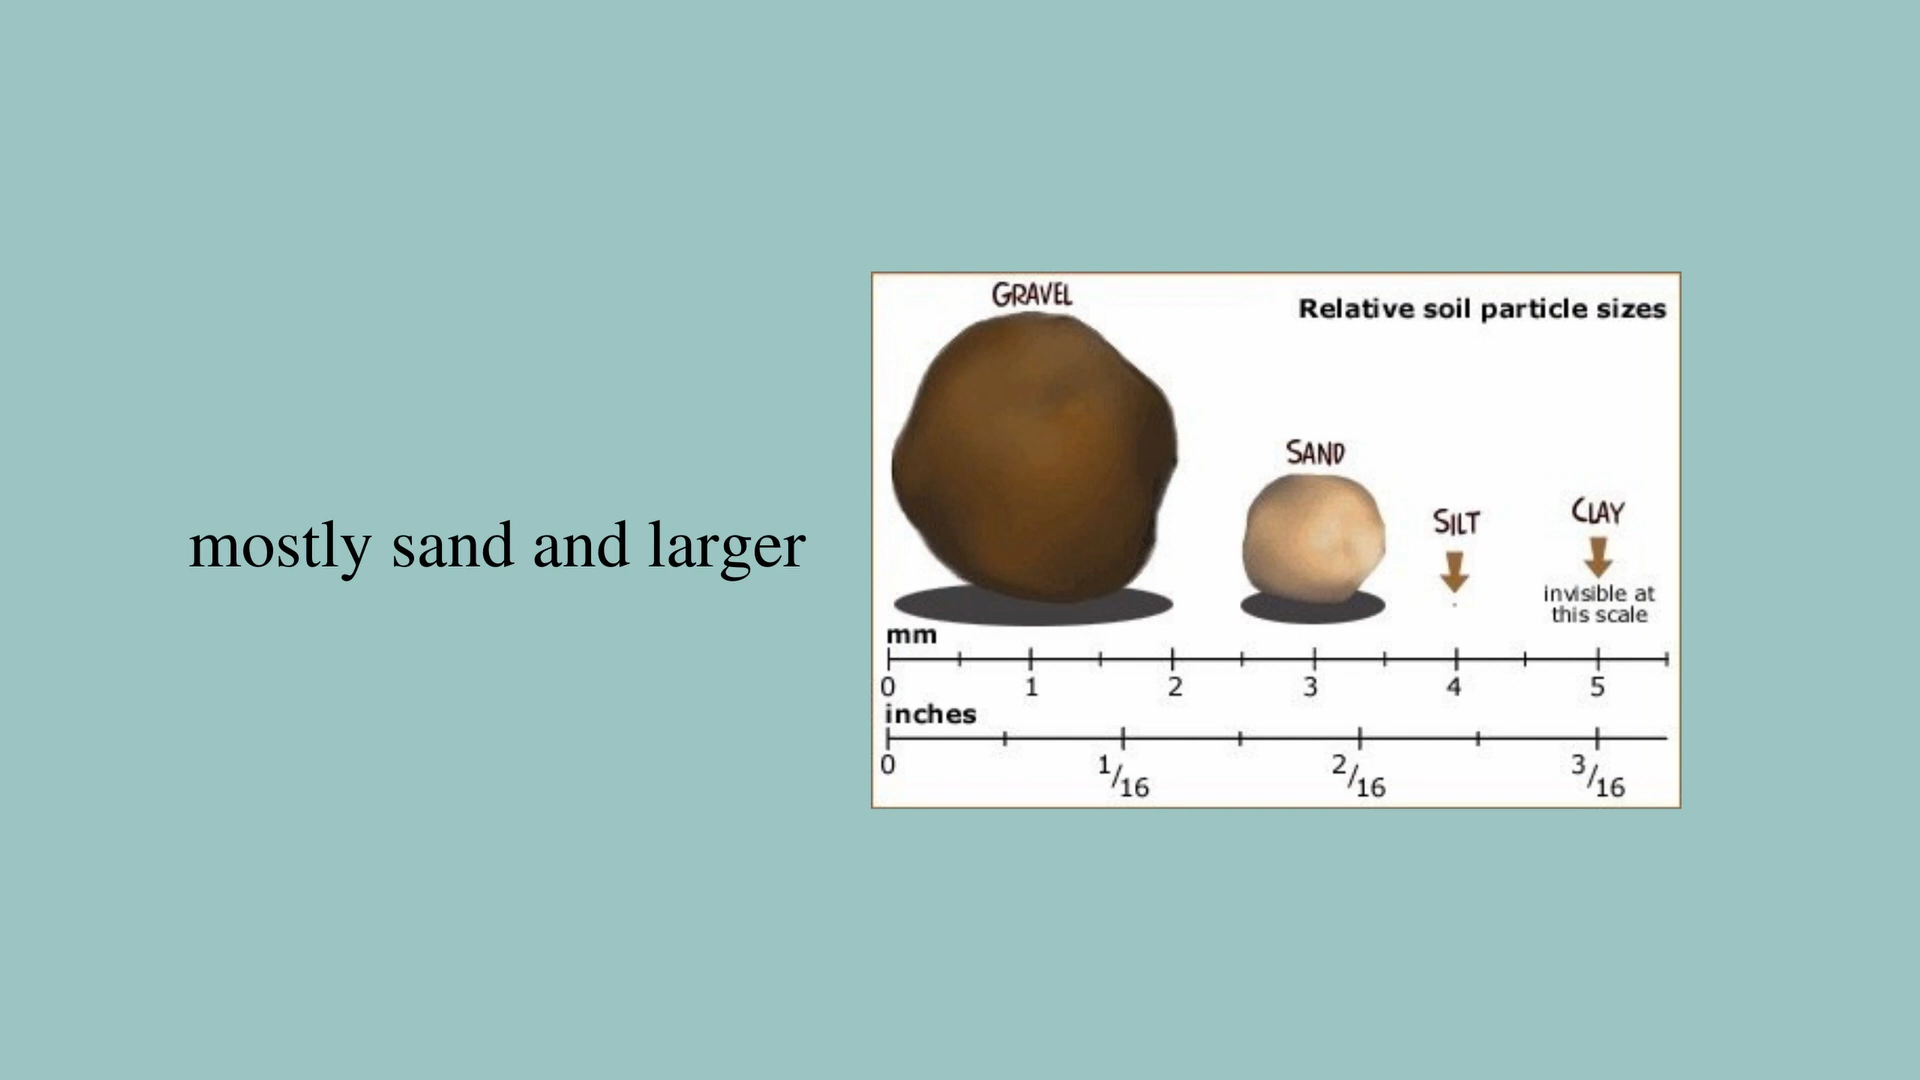 mostly sand and larger
GRAVEL
Relative soil particle sizes
SAND
SILT
CLAY
invisible at
this scale
mm
0 1 2 3 4 5
inches
0 1/16 2/16 3/16